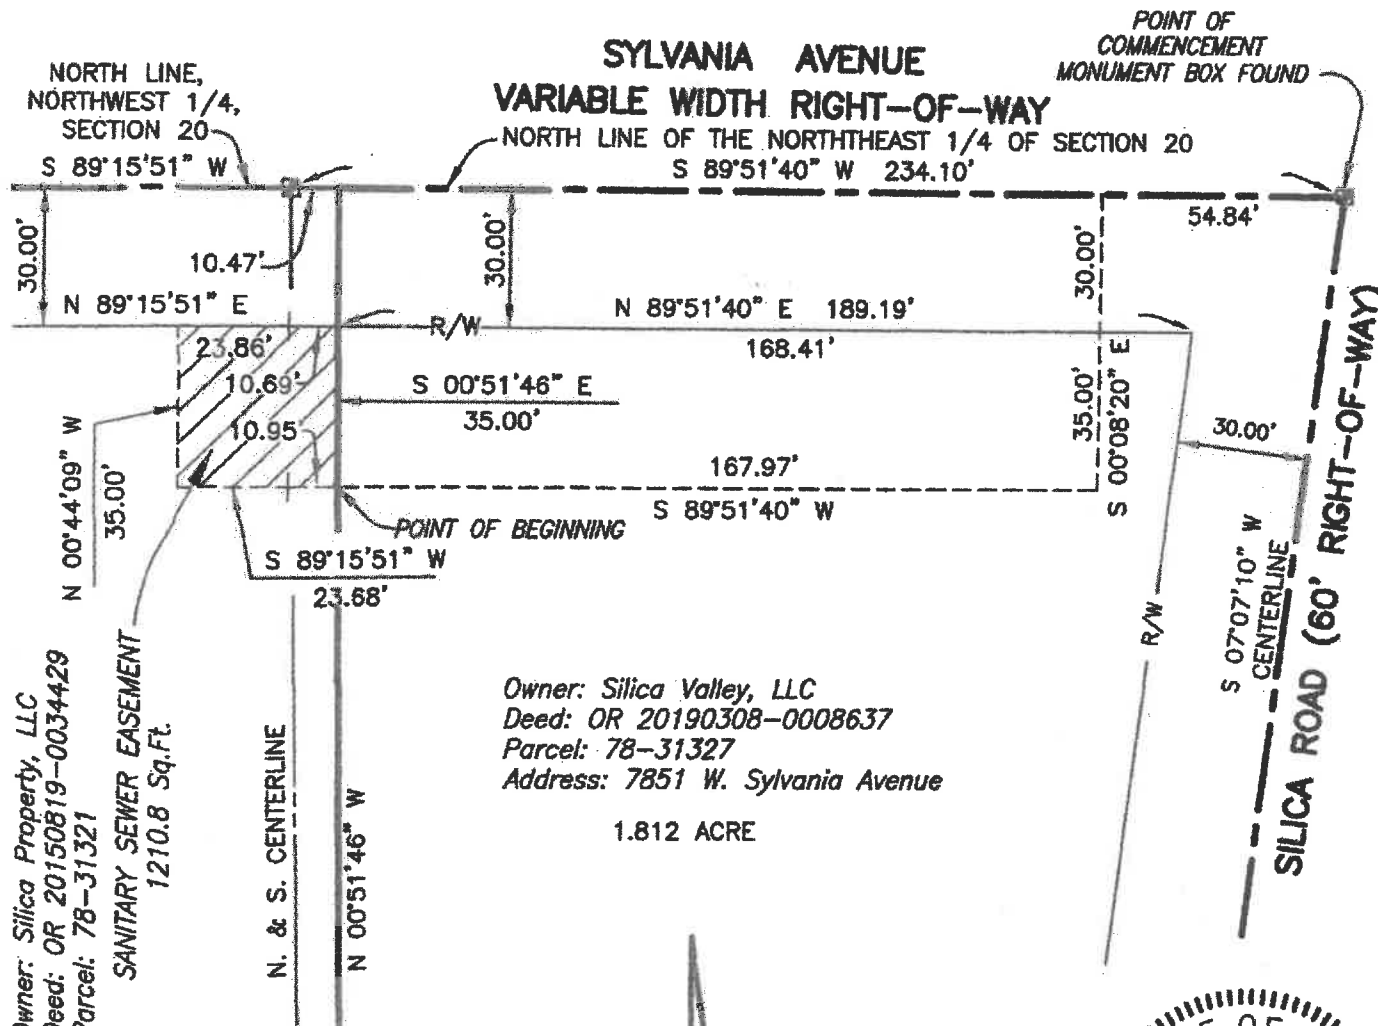 POINT OF
COMMENCEMENT
MONUMENT BOX FOUND
SYLVANIA AVENUE
VARIABLE WIDTH RIGHT-OF-WAY
NORTH LINE,
NORTHWEST 1/4,
SECTION 20
NORTH LINE OF THE NORTHTHEAST 1/4 OF SECTION 20
S 89°15'51" W
S 89°51'40" W 234.10'
54.84'
30.00'
10.47'
30.00'
30.00'
N 89°15'51" E
R/W
N 89°51'40" E 189.19'
168.41'
23.86'
10.69'
10.95
S 00°51'46" E
35.00'
35.00'
S 00°08'20" E
30.00'
167.97'
S 89°51'40" W
POINT OF BEGINNING
S 89°15'51" W
23.68'
N 00°44'09" W
35.00'
R/W
S 07°07'10" W
CENTERLINE
SILICA ROAD (60' RIGHT-OF-WAY)
Owner: Silica Property, LLC
Deed: OR 20150819-0034429
Parcel: 78-31321
SANITARY SEWER EASEMENT
1210.8 Sq.Ft.
N. & S. CENTERLINE
N 00°51'46" W
Owner: Silica Valley, LLC
Deed: OR 20190308-0008637
Parcel: 78-31327
Address: 7851 W. Sylvania Avenue
1.812 ACRE
OF